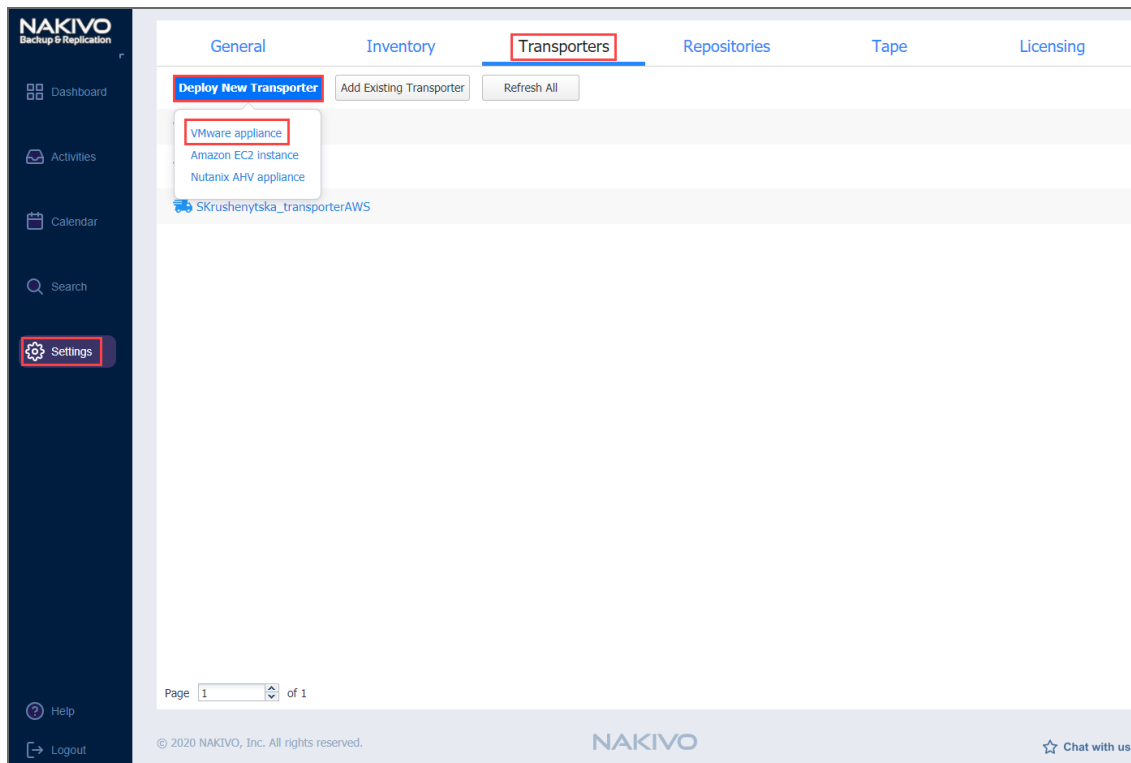 NAKIVO
Backup & Replication
General
Inventory
Transporters
Repositories
Tape
Licensing
Dashboard
Activities
Calendar
Search
Settings
Deploy New Transporter
Add Existing Transporter
Refresh All
VMware appliance
Amazon EC2 instance
Nutanix AHV appliance
SKrushenytska_transporterAWS
Page 1 of 1
Help
Logout
© 2020 NAKIVO, Inc. All rights reserved.
NAKIVO
Chat with us